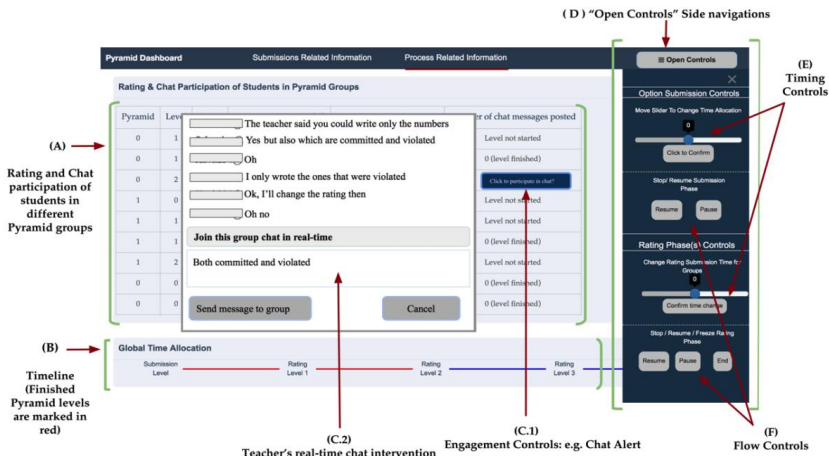 ( D ) “Open Controls” Side navigations
Pyramid Dashboard
Submissions Related Information
Process Related Information
≡ Open Controls
(E)
Timing
Controls
×
Rating & Chat Participation of Students in Pyramid Groups
Option Submission Controls
Move Slider To Change Time Allocation
0
Click to Confirm
Stop/ Resume Submission
Phase
Resume Pause
Rating Phase(s) Controls
Change Rating Submission Time for
Groups
0
Confirm time change
Stop / Resume / Freeze Rating
Phase
Resume Pause End
(A)
Rating and Chat
participation of
students in
different
Pyramid groups
Pyramid Leve er of chat messages posted
0 1 Level not started
0 1 0 (level finished)
0 2 Click to participate in chat?
1 0 Level not started
1 1 Level not started
1 1 0 (level finished)
1 2 Level not started
0 0 0 (level finished)
0 0 0 (level finished)
The teacher said you could write only the numbers
Yes but also which are committed and violated
Oh
I only wrote the ones that were violated
Ok, I’ll change the rating then
Oh no
Join this group chat in real-time
Both committed and violated
Send message to group Cancel
(B)
Timeline
(Finished
Pyramid levels
are marked in
red)
Global Time Allocation
Submission
Level
Rating
Level 1
Rating
Level 2
Rating
Level 3
(C.2)
Teacher’s real-time chat intervention
(C.1)
Engagement Controls: e.g. Chat Alert
(F)
Flow Controls